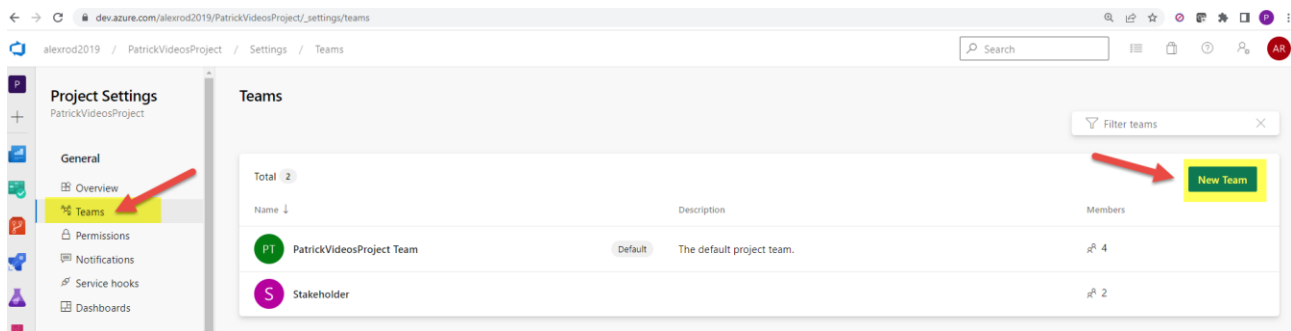 dev.azure.com/alexrod2019/PatrickVideosProject/_settings/teams
P
alexrod2019 / PatrickVideosProject / Settings / Teams
Search
AR
P
Project Settings
PatrickVideosProject
General
Overview
Teams
Permissions
Notifications
Service hooks
Dashboards
Teams
Filter teams
Total 2
New Team
Name ↓ Description Members
PT PatrickVideosProject Team Default The default project team. 4
S Stakeholder 2